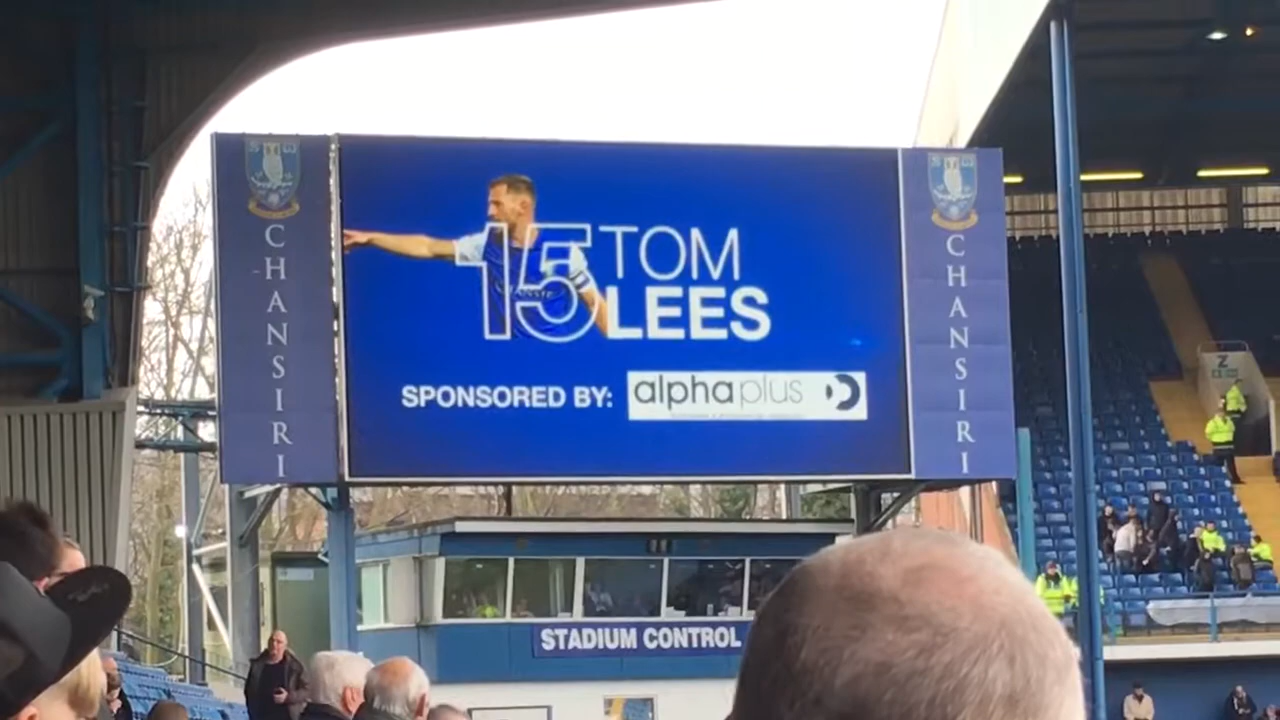 CHANSIRI
15 TOM
LEES
SPONSORED BY: alphaplus
CHANSIRI
STADIUM CONTROL
Z